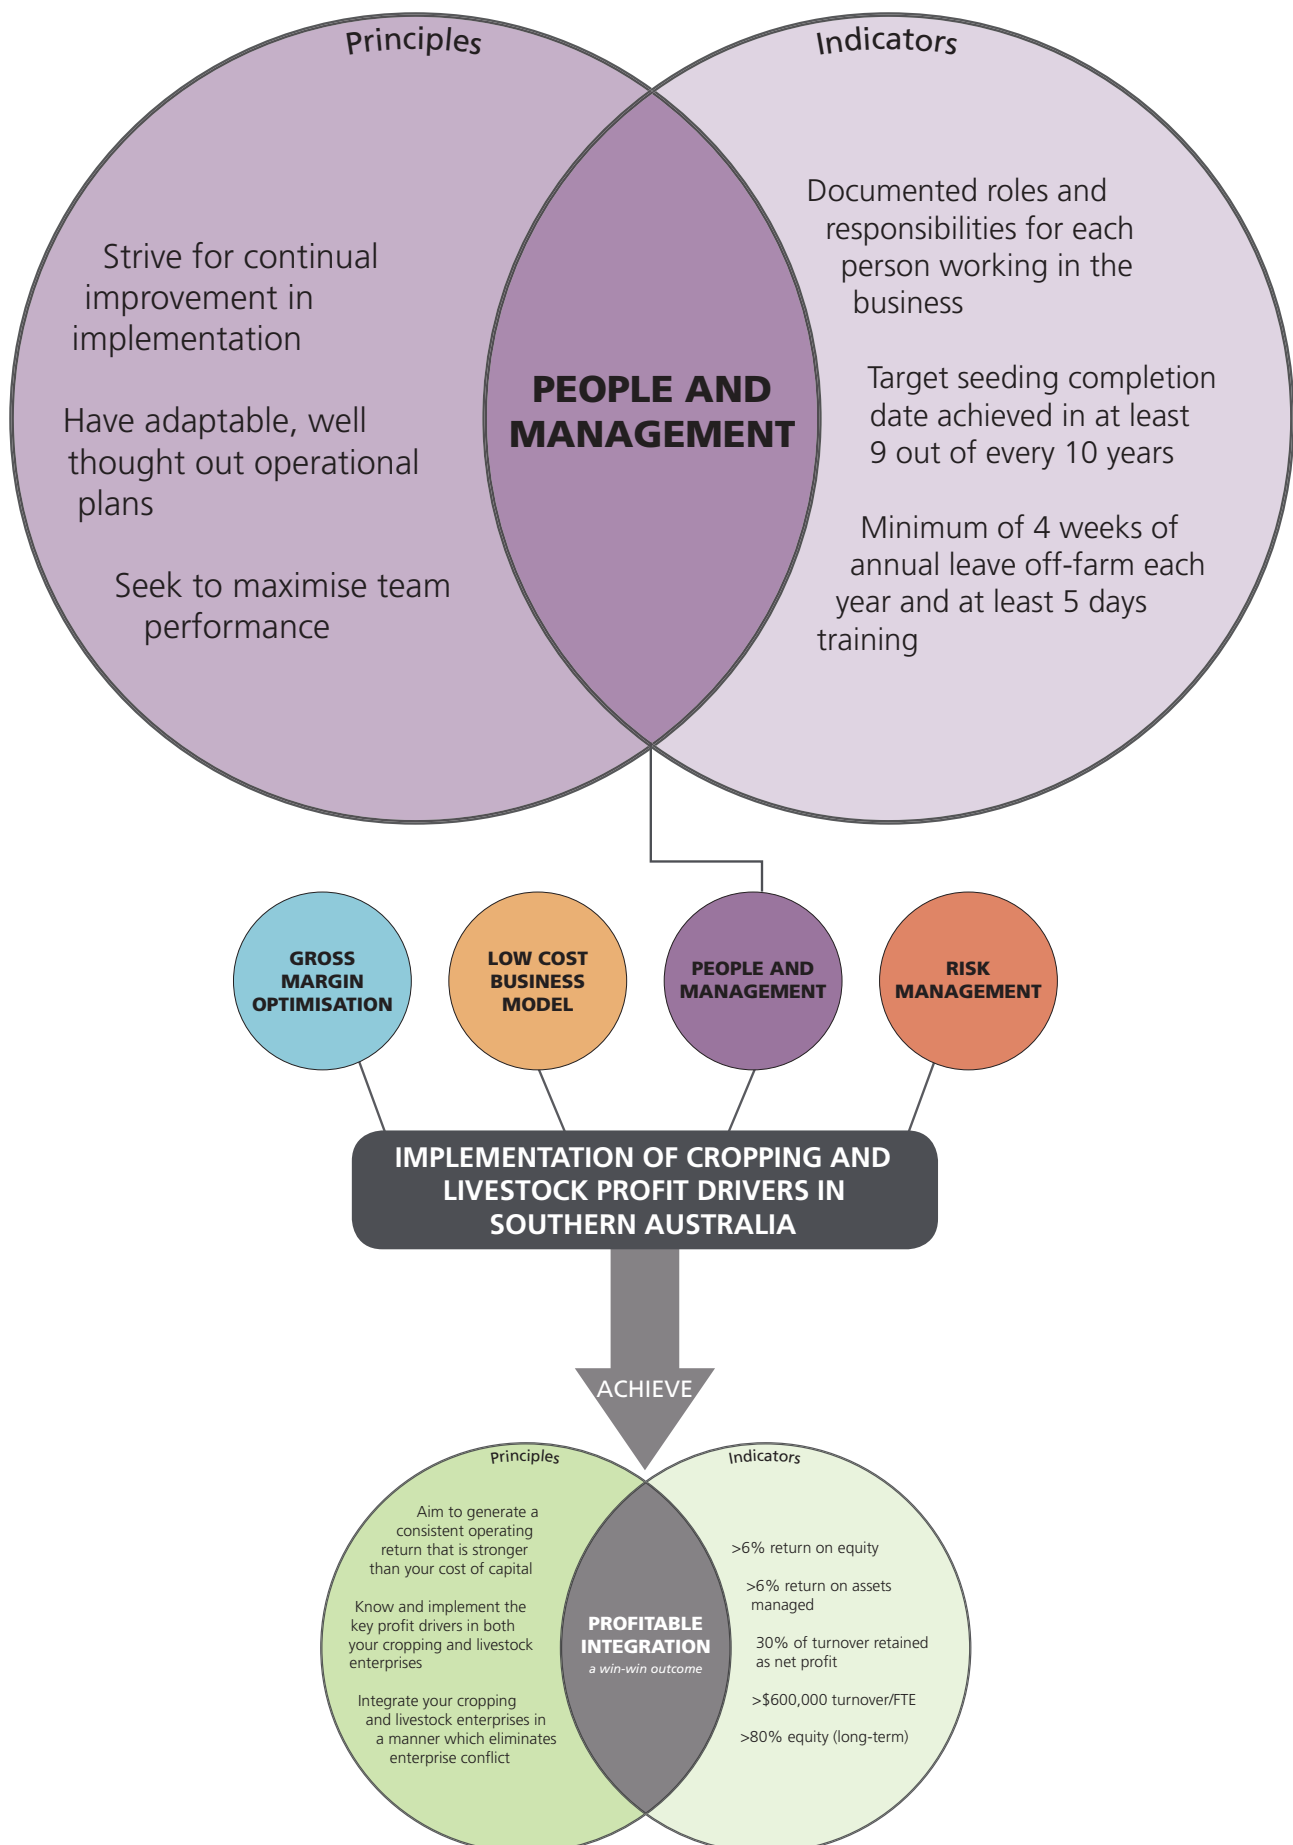 Principles
Indicators
Strive for continual
improvement in
implementation
Have adaptable, well
thought out operational
plans
Seek to maximise team
performance
PEOPLE AND
MANAGEMENT
Documented roles and
responsibilities for each
person working in the
business
Target seeding completion
date achieved in at least
9 out of every 10 years
Minimum of 4 weeks of
annual leave off-farm each
year and at least 5 days
training
GROSS
MARGIN
OPTIMISATION
LOW COST
BUSINESS
MODEL
PEOPLE AND
MANAGEMENT
RISK
MANAGEMENT
IMPLEMENTATION OF CROPPING AND
LIVESTOCK PROFIT DRIVERS IN
SOUTHERN AUSTRALIA
ACHIEVE
Principles
Indicators
Aim to generate a
consistent operating
return that is stronger
than your cost of capital
Know and implement the
key profit drivers in both
your cropping and livestock
enterprises
Integrate your cropping
and livestock enterprises in
a manner which eliminates
enterprise conflict
PROFITABLE
INTEGRATION
a win-win outcome
>6% return on equity
>6% return on assets
managed
30% of turnover retained
as net profit
>$600,000 turnover/FTE
>80% equity (long-term)